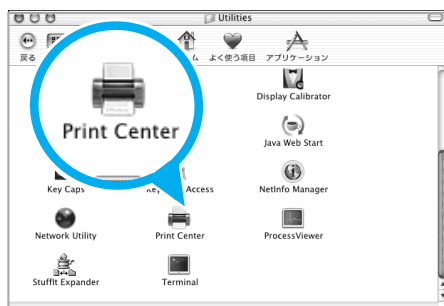 Utilities
戻る
ム よく使う項目 アプリケーション
Print Center
Display Calibrator
Java Web Start
Key Caps
Access
NetInfo Manager
Network Utility
Print Center
ProcessViewer
StuffIt Expander
Terminal